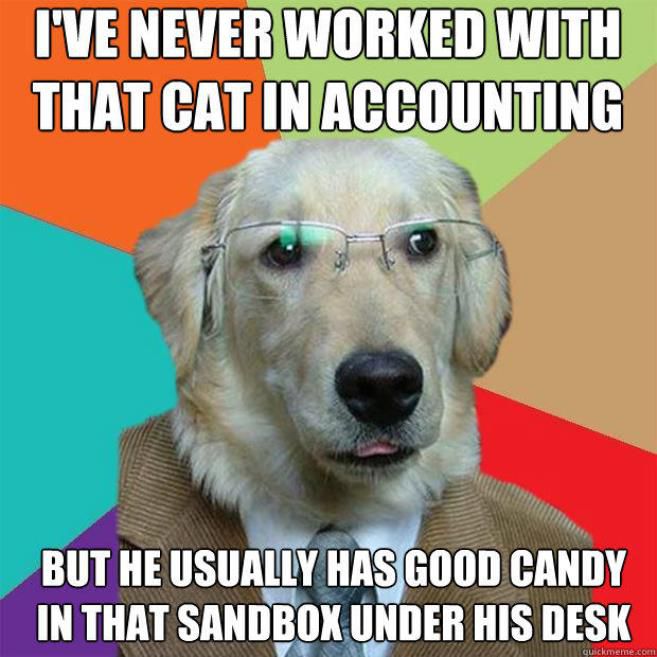 I'VE NEVER WORKED WITH
THAT CAT IN ACCOUNTING
BUT HE USUALLY HAS GOOD CANDY
IN THAT SANDBOX UNDER HIS DESK
quickmeme.com